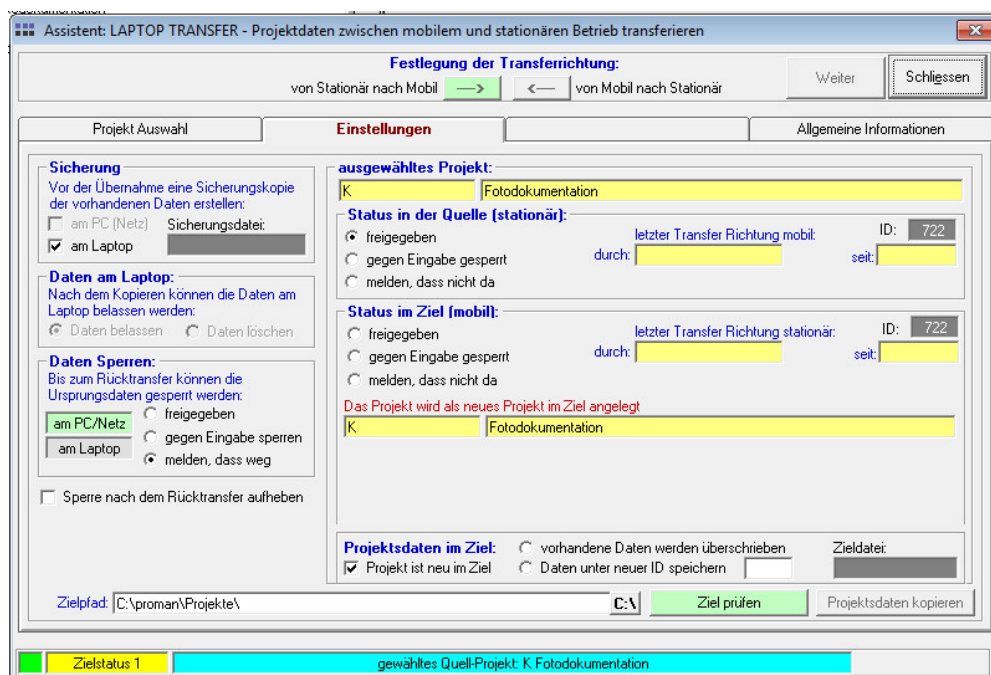 Assistent: LAPTOP TRANSFER - Projektdaten zwischen mobilem und stationären Betrieb transferieren
Festlegung der Transferrichtung:
von Stationär nach Mobil —-> <—- von Mobil nach Stationär
Weiter
Schliessen
Projekt Auswahl
Einstellungen
Allgemeine Informationen
Sicherung
Vor der Übernahme eine Sicherungskopie
der vorhandenen Daten erstellen:
am PC (Netz) Sicherungsdatei:
am Laptop
Daten am Laptop:
Nach dem Kopieren können die Daten am
Laptop belassen werden:
Daten belassen Daten löschen
Daten Sperren:
Bis zum Rücktransfer können die
Ursprungsdaten gesperrt werden:
am PC/Netz
am Laptop
freigegeben
gegen Eingabe sperren
melden, dass weg
Sperre nach dem Rücktransfer aufheben
ausgewähltes Projekt:
K Fotodokumentation
Status in der Quelle (stationär):
freigegeben
gegen Eingabe gesperrt
melden, dass nicht da
letzter Transfer Richtung mobil:
ID: 722
durch: seit:
Status im Ziel (mobil):
freigegeben
gegen Eingabe gesperrt
melden, dass nicht da
letzter Transfer Richtung stationär:
ID: 722
durch: seit:
Das Projekt wird als neues Projekt im Ziel angelegt
K Fotodokumentation
Projektsdaten im Ziel: vorhandene Daten werden überschrieben Zieldatei:
Projekt ist neu im Ziel Daten unter neuer ID speichern
Zielpfad: C:\proman\Projekte\ C:\ Ziel prüfen Projektsdaten kopieren
Zielstatus 1 gewähltes Quell-Projekt: K Fotodokumentation